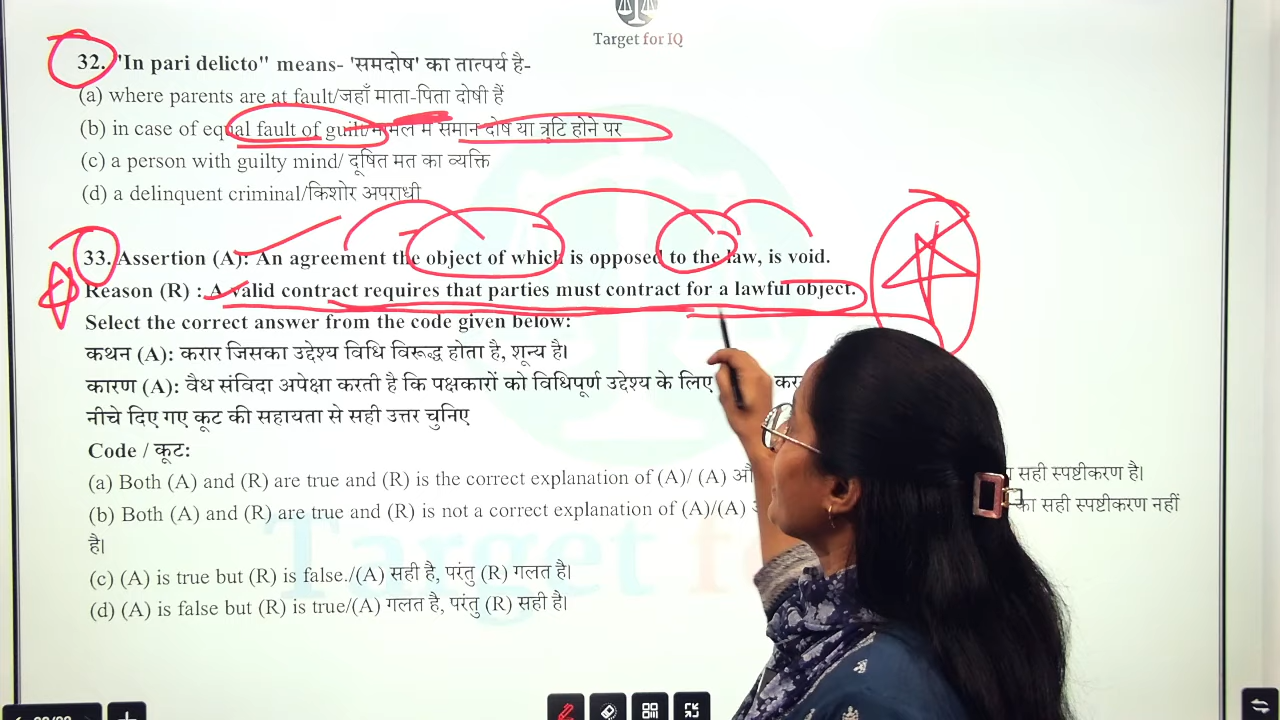 Target for IQ
32. "In pari delicto" means- 'समदोष' का तात्पर्य है-
(a) where parents are at fault/जहाँ माता-पिता दोषी हैं
(b) in case of equal fault of guilt/मामले में समान दोष या त्रुटि होने पर
(c) a person with guilty mind/ दूषित मत का व्यक्ति
(d) a delinquent criminal/किशोर अपराधी
33. Assertion (A): An agreement the object of which is opposed to the law, is void.
Reason (R) : A valid contract requires that parties must contract for a lawful object.
Select the correct answer from the code given below:
कथन (A): करार जिसका उद्देश्य विधि विरूद्ध होता है, शून्य है।
कारण (A): वैध संविदा अपेक्षा करती है कि पक्षकारों को विधिपूर्ण उद्देश्य के लिए
नीचे दिए गए कूट की सहायता से सही उत्तर चुनिए
Code / कूट:
(a) Both (A) and (R) are true and (R) is the correct explanation of (A)/ (A) सही स्पष्टीकरण है।
(b) Both (A) and (R) are true and (R) is not a correct explanation of (A)/(A) का सही स्पष्टीकरण नहीं
है।
(c) (A) is true but (R) is false./(A) सही है, परंतु (R) गलत है।
(d) (A) is false but (R) is true/(A) गलत है, परंतु (R) सही है।